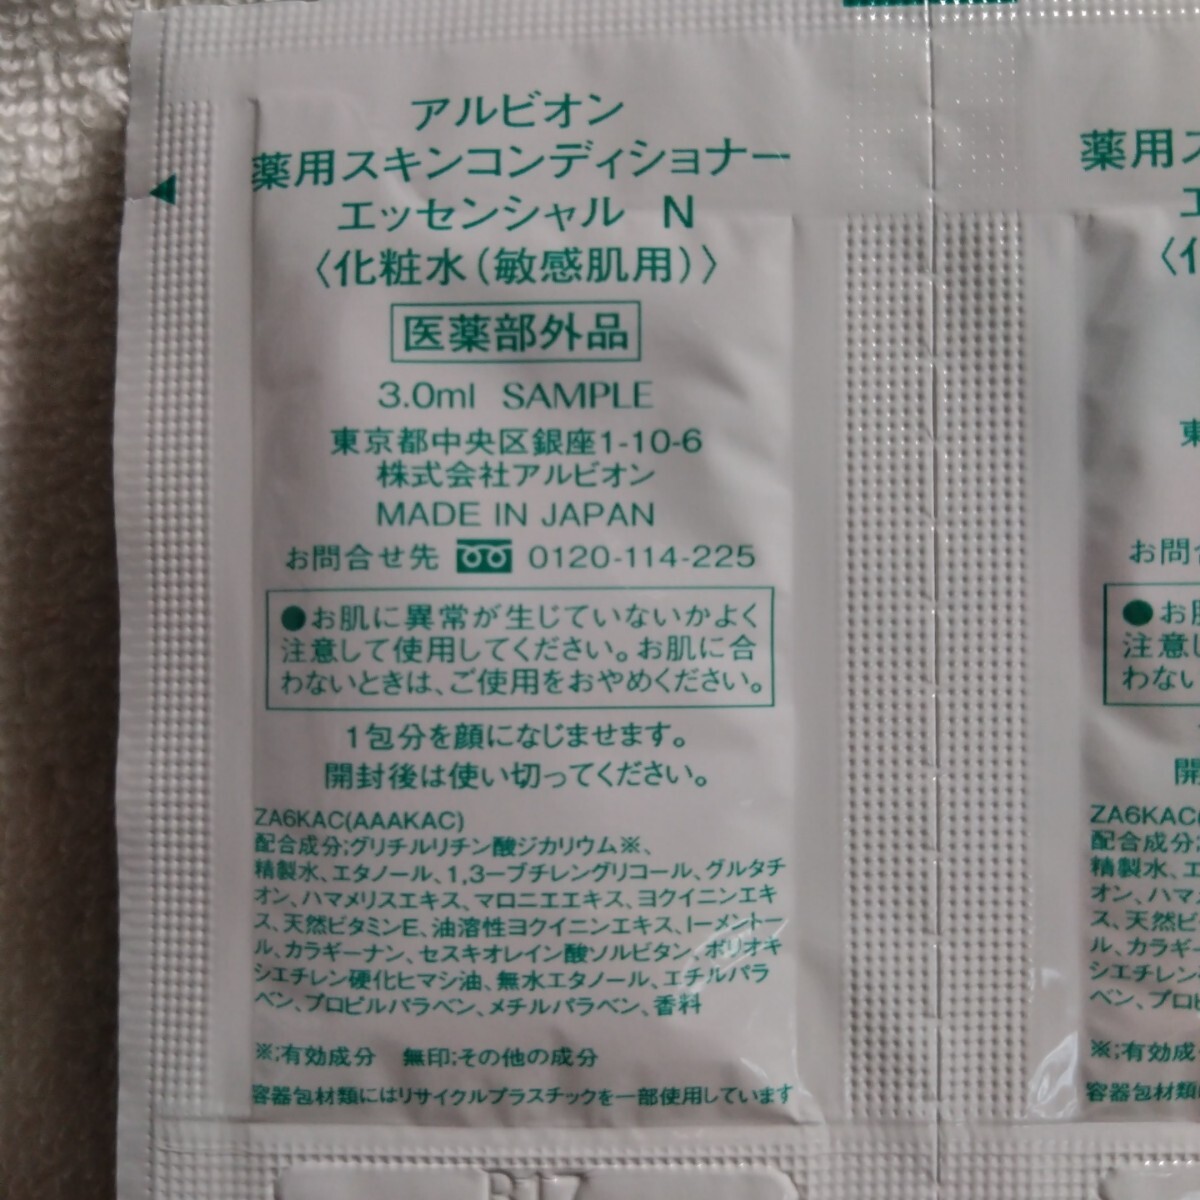 アルビオン
薬用スキンコンディショナー
エッセンシャル N
〈化粧水(敏感肌用)〉
医薬部外品
3.0ml SAMPLE
東京都中央区銀座1-10-6
株式会社アルビオン
MADE IN JAPAN
お問合せ先 0120-114-225
●お肌に異常が生じていないかよく
注意して使用してください。お肌に合
わないときは、ご使用をおやめください。
1包分を顔になじませます。
開封後は使い切ってください。
ZA6KAC(AAAKAC)
配合成分;グリチルリチン酸ジカリウム※、
精製水、エタノール、1,3-ブチレングリコール、グルタチ
オン、ハマメリスエキス、マロニエエキス、ヨクイニンエキ
ス、天然ビタミンE、油溶性ヨクイニンエキス、l-メントー
ル、カラギーナン、セスキオレイン酸ソルビタン、ポリオキ
シエチレン硬化ヒマシ油、無水エタノール、エチルパラ
ベン、プロピルパラベン、メチルパラベン、香料
※;有効成分 無印;その他の成分
容器包材類にはリサイクルプラスチックを一部使用しています
薬用ス
エ
〈化
東
お問合
●お肌
注意し
わない
開
ZA6KAC(
配合成分;
精製水、エ
オン、ハマ
ス、天然ビ
ル、カラギー
シエチレン
ベン、プロピ
※;有効成
容器包材類に